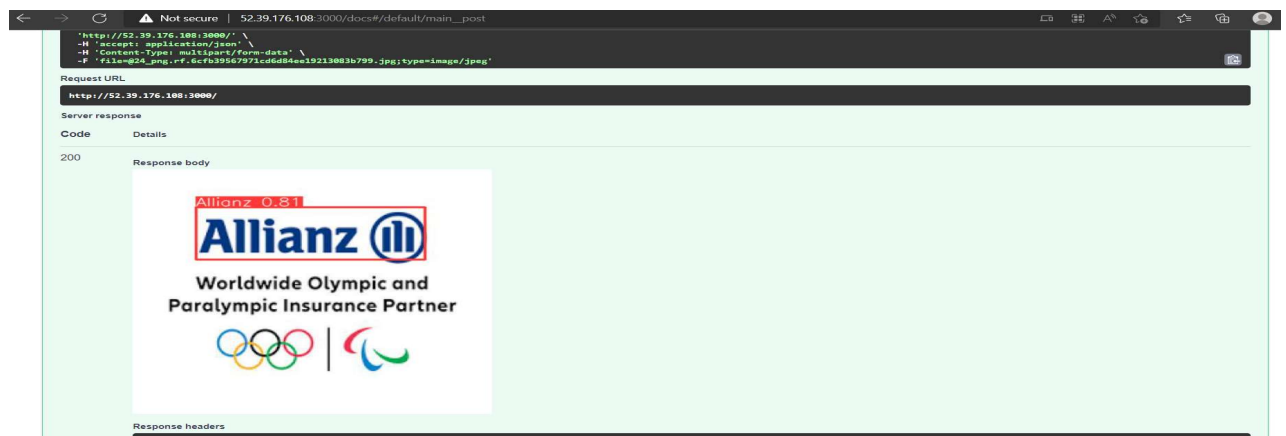 Not secure | 52.39.176.108:3000/docs#/default/main__post
'http://52.39.176.108:3000/' \
-H 'accept: application/json' \
-H 'Content-Type: multipart/form-data' \
-F 'file=@24_png.rf.6cfb39567971cd6d84ee19213083b799.jpg;type=image/jpeg'
Request URL
http://52.39.176.108:3000/
Server response
Code Details
200
Response body
Allianz 0.81
Allianz
Worldwide Olympic and
Paralympic Insurance Partner
Response headers